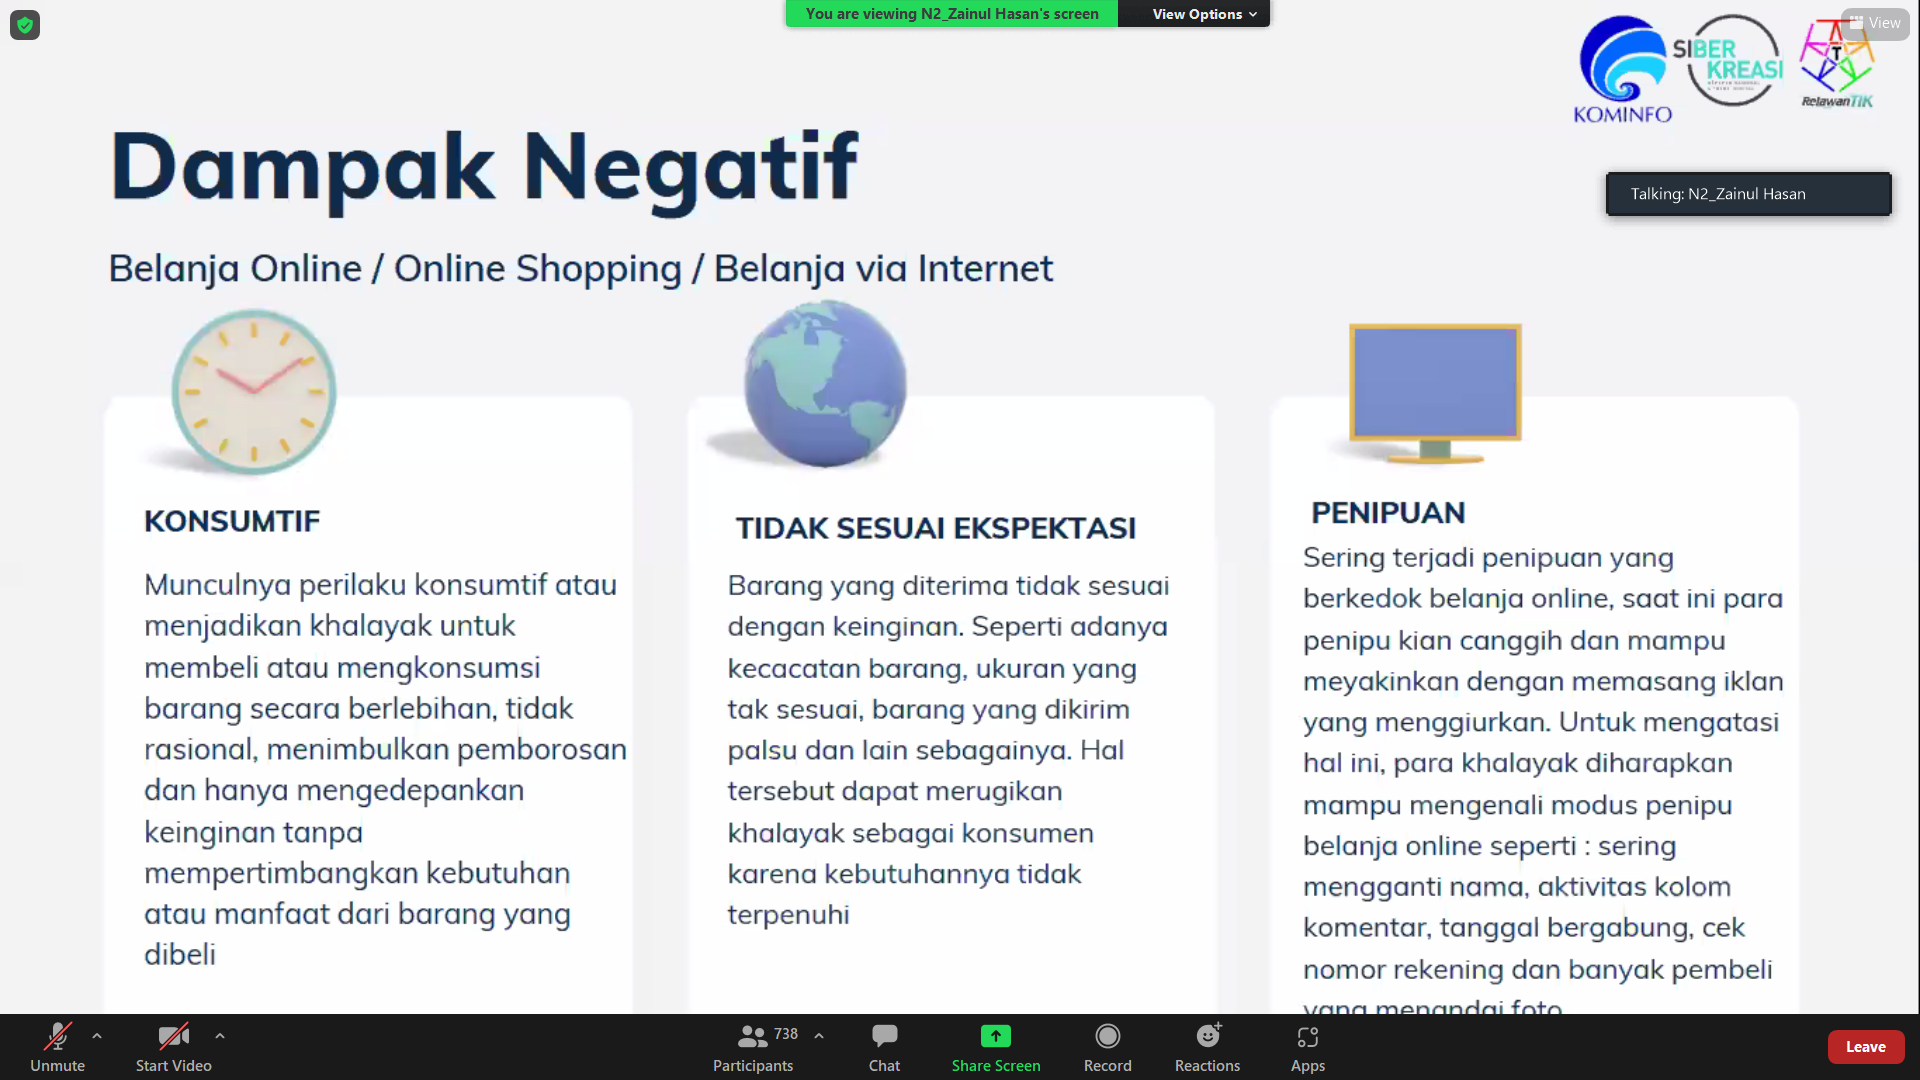 You are viewing N2_Zainul Hasan's screen
View Options
View
KOMINFO
SIBER
KREASI
T
RelawanTIK
Dampak Negatif
Talking: N2_Zainul Hasan
Belanja Online / Online Shopping / Belanja via Internet
KONSUMTIF
Munculnya perilaku konsumtif atau
menjadikan khalayak untuk
membeli atau mengkonsumsi
barang secara berlebihan, tidak
rasional, menimbulkan pemborosan
dan hanya mengedepankan
keinginan tanpa
mempertimbangkan kebutuhan
atau manfaat dari barang yang
dibeli
TIDAK SESUAI EKSPEKTASI
Barang yang diterima tidak sesuai
dengan keinginan. Seperti adanya
kecacatan barang, ukuran yang
tak sesuai, barang yang dikirim
palsu dan lain sebagainya. Hal
tersebut dapat merugikan
khalayak sebagai konsumen
karena kebutuhannya tidak
terpenuhi
PENIPUAN
Sering terjadi penipuan yang
berkedok belanja online, saat ini para
penipu kian canggih dan mampu
meyakinkan dengan memasang iklan
yang menggiurkan. Untuk mengatasi
hal ini, para khalayak diharapkan
mampu mengenali modus penipu
belanja online seperti : sering
mengganti nama, aktivitas kolom
komentar, tanggal bergabung, cek
nomor rekening dan banyak pembeli
yang menandai foto
Unmute
Start Video
738
Participants
Chat
Share Screen
Record
Reactions
Apps
Leave